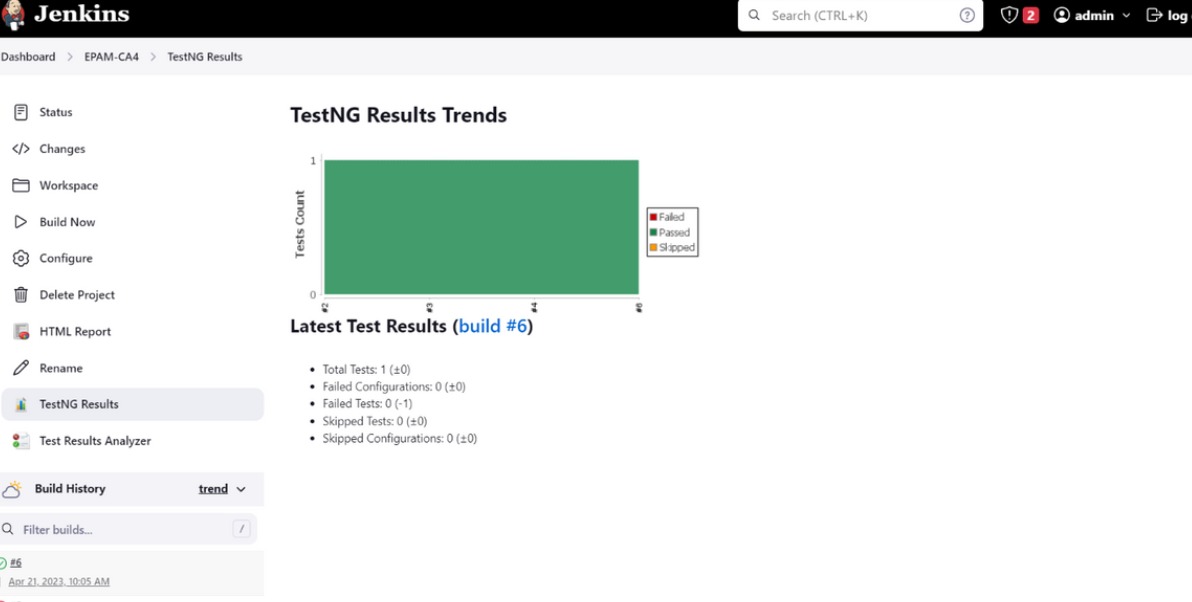 Jenkins
Search (CTRL+K)
2
admin
log
Dashboard > EPAM-CA4 > TestNG Results
Status
Changes
Workspace
Build Now
Configure
Delete Project
HTML Report
Rename
TestNG Results
Test Results Analyzer
Build History
trend
Filter builds...
/
#6
Apr 21, 2023, 10:05 AM
TestNG Results Trends
Tests Count
1
0
#2
#3
#4
#6
Failed
Passed
Skipped
Latest Test Results (build #6)
• Total Tests: 1 (±0)
• Failed Configurations: 0 (±0)
• Failed Tests: 0 (-1)
• Skipped Tests: 0 (±0)
• Skipped Configurations: 0 (±0)